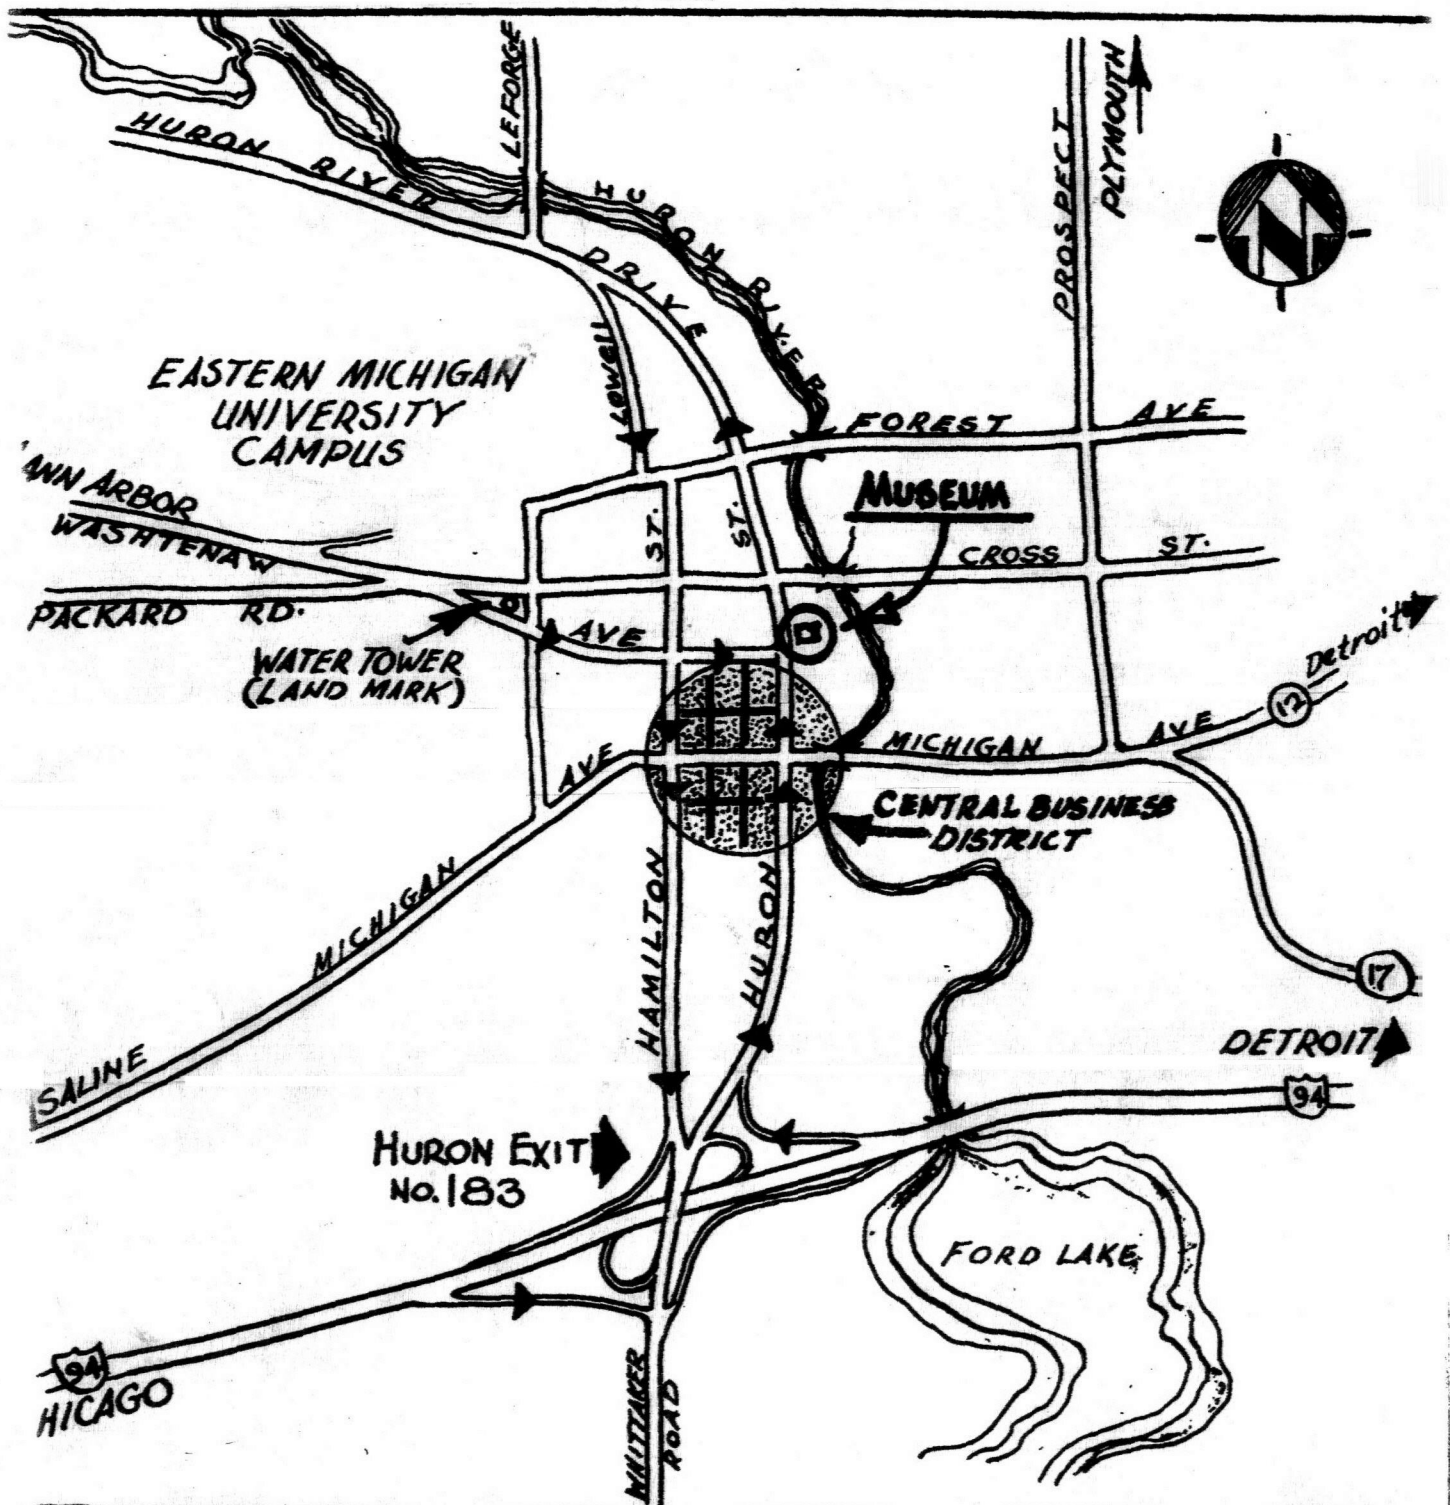 LEFORGE
PLYMOUTH
HURON RIVER
DRIVE
HURON RIVER
PROSPECT
N
LOWEll
EASTERN MICHIGAN
UNIVERSITY
CAMPUS
FOREST AVE
ANN ARBOR
WASHTENAW
MUSEUM
ST.
ST.
CROSS ST.
PACKARD RD.
AVE
WATER TOWER
(LAND MARK)
Detroit
12
MICHIGAN AVE
AVE
CENTRAL BUSINESS
DISTRICT
MICHIGAN
HAMILTON
HURON
17
SALINE
DETROIT
94
HURON EXIT
NO. 183
FORD LAKE
94
HICAGO
WHITTAKER
ROAD